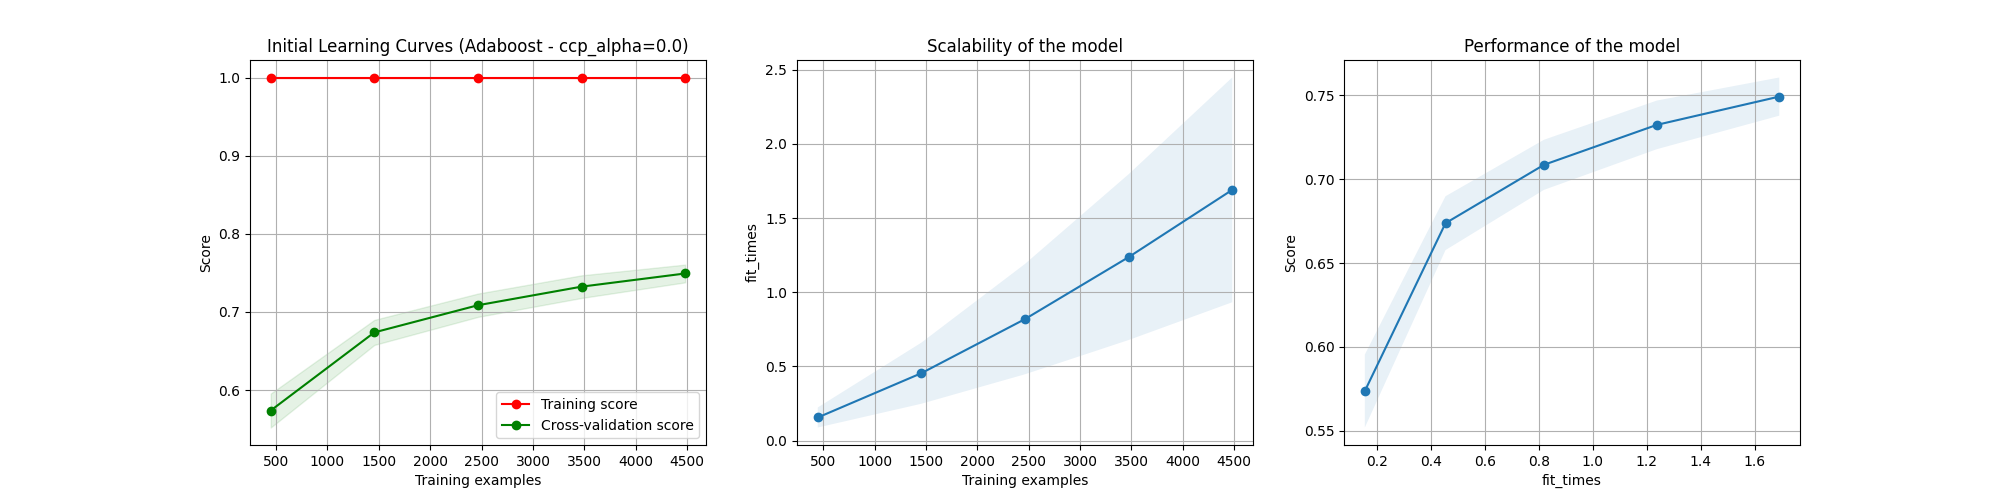 Initial Learning Curves (Adaboost - ccp_alpha=0.0)
Score
1.0
0.9
0.8
0.7
0.6
Training score
Cross-validation score
500 1000 1500 2000 2500 3000 3500 4000 4500
Training examples
Scalability of the model
fit_times
2.5
2.0
1.5
1.0
0.5
0.0
500 1000 1500 2000 2500 3000 3500 4000 4500
Training examples
Performance of the model
Score
0.75
0.70
0.65
0.60
0.55
0.2 0.4 0.6 0.8 1.0 1.2 1.4 1.6
fit_times